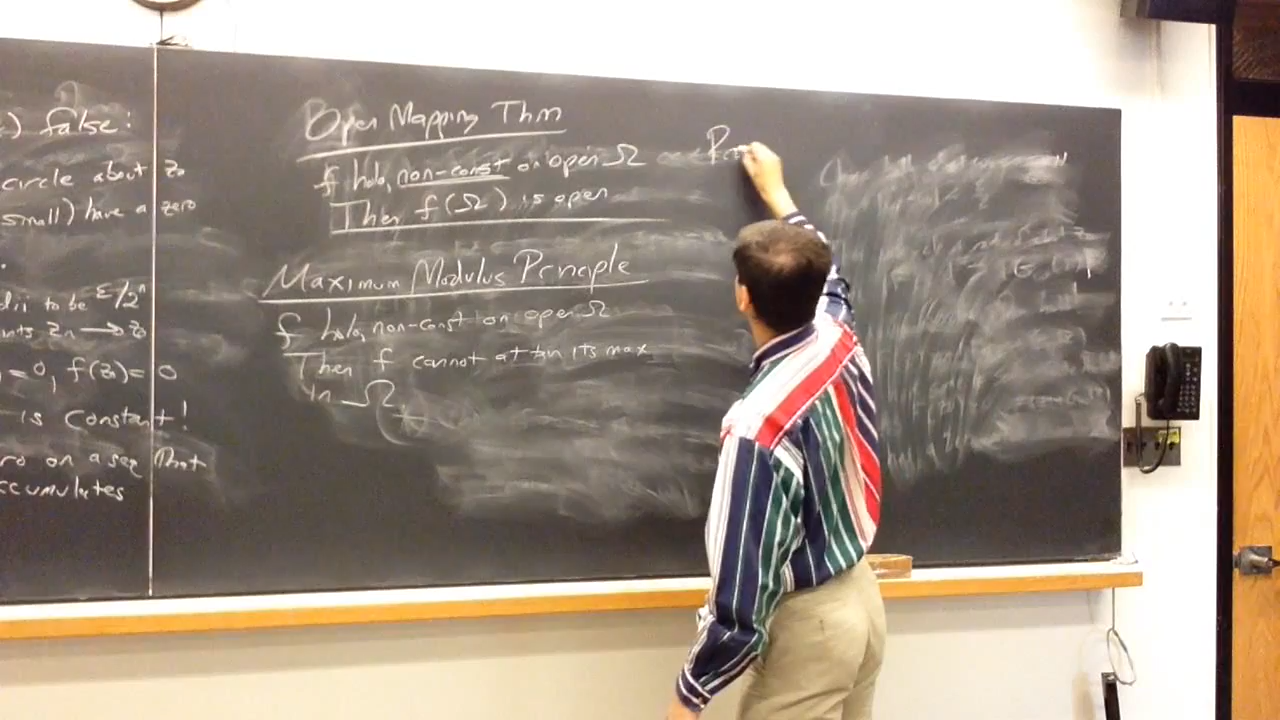 ) false:
circle about z₀
small) have a zero
dii to be ε/2ⁿ
nts zₙ → z₀
= 0, f(z₀) = 0
is constant!
ro on a seq that
ccumulates
Open Mapping Thm
f holo, non-const on open Ω
Then f(Ω) is open
Maximum Modulus Principle
f holo, non-const on open Ω
Then f cannot attain its max
in Ω